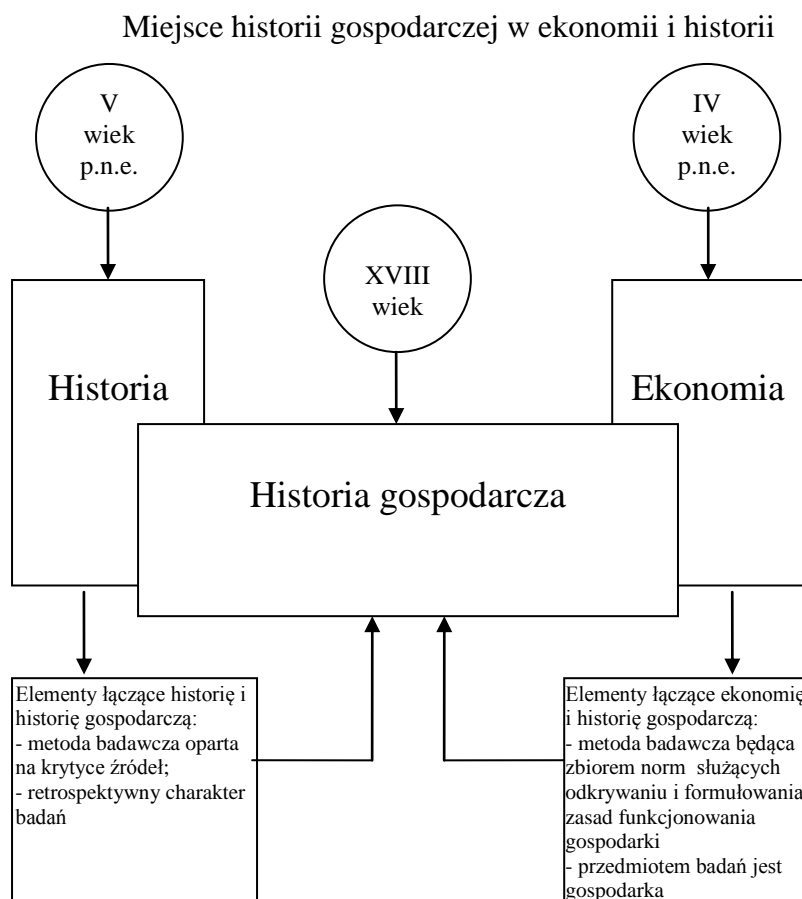 Miejsce historii gospodarczej w ekonomii i historii
V
wiek
p.n.e.
IV
wiek
p.n.e.
XVIII
wiek
Historia
Ekonomia
Historia gospodarcza
Elementy łączące historię i
historię gospodarczą:
- metoda badawcza oparta
na krytyce źródeł;
- retrospektywny charakter
badań
Elementy łączące ekonomię
i historię gospodarczą:
- metoda badawcza będąca
zbiorem norm służących
odkrywaniu i formułowania
zasad funkcjonowania
gospodarki
- przedmiotem badań jest
gospodarka